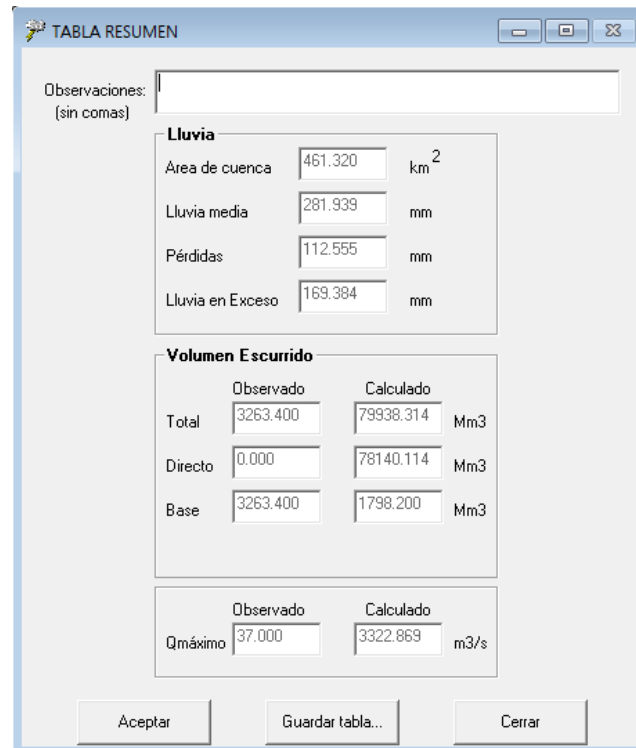 TABLA RESUMEN
Observaciones:
(sin comas)
Lluvia
Area de cuenca 461.320 km2
Lluvia media 281.939 mm
Pérdidas 112.555 mm
Lluvia en Exceso 169.384 mm
Volumen Escurrido
Observado Calculado
Total 3263.400 79938.314 Mm3
Directo 0.000 78140.114 Mm3
Base 3263.400 1798.200 Mm3
Observado Calculado
Qmáximo 37.000 3322.869 m3/s
Aceptar Guardar tabla... Cerrar